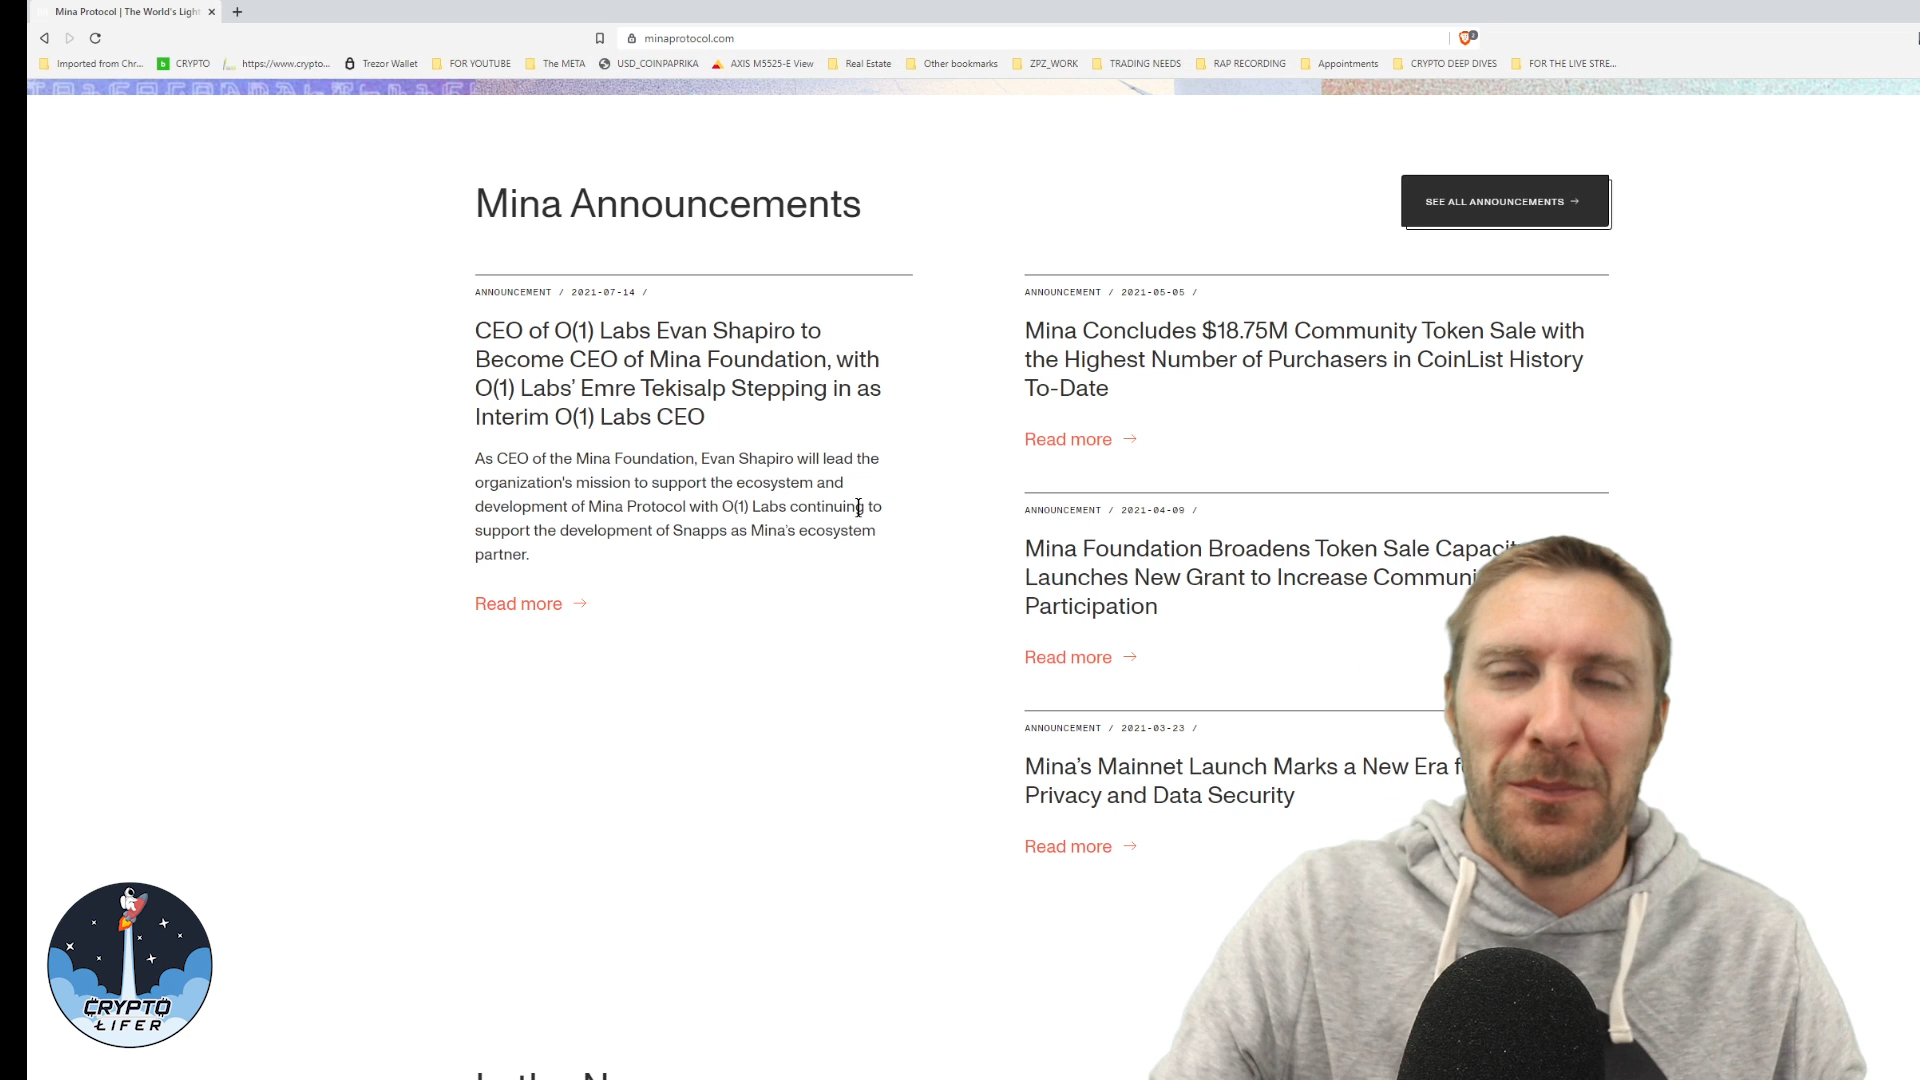 Mina Protocol | The World's Light
minaprotocol.com
2
Imported from Chr...
CRYPTO
https://www.crypto...
Trezor Wallet
FOR YOUTUBE
The META
USD_COINPAPRIKA
AXIS M5525-E View
Real Estate
Other bookmarks
ZPZ_WORK
TRADING NEEDS
RAP RECORDING
Appointments
CRYPTO DEEP DIVES
FOR THE LIVE STRE...
Mina Announcements
SEE ALL ANNOUNCEMENTS →
ANNOUNCEMENT / 2021-07-14 /
CEO of O(1) Labs Evan Shapiro to
Become CEO of Mina Foundation, with
O(1) Labs’ Emre Tekisalp Stepping in as
Interim O(1) Labs CEO
As CEO of the Mina Foundation, Evan Shapiro will lead the
organization's mission to support the ecosystem and
development of Mina Protocol with O(1) Labs continuing to
support the development of Snapps as Mina’s ecosystem
partner.
Read more →
ANNOUNCEMENT / 2021-05-05 /
Mina Concludes $18.75M Community Token Sale with
the Highest Number of Purchasers in CoinList History
To-Date
Read more →
ANNOUNCEMENT / 2021-04-09 /
Mina Foundation Broadens Token Sale Capacit
Launches New Grant to Increase Communi
Participation
Read more →
ANNOUNCEMENT / 2021-03-23 /
Mina’s Mainnet Launch Marks a New Era f
Privacy and Data Security
Read more →
CRYPTO
LIFER